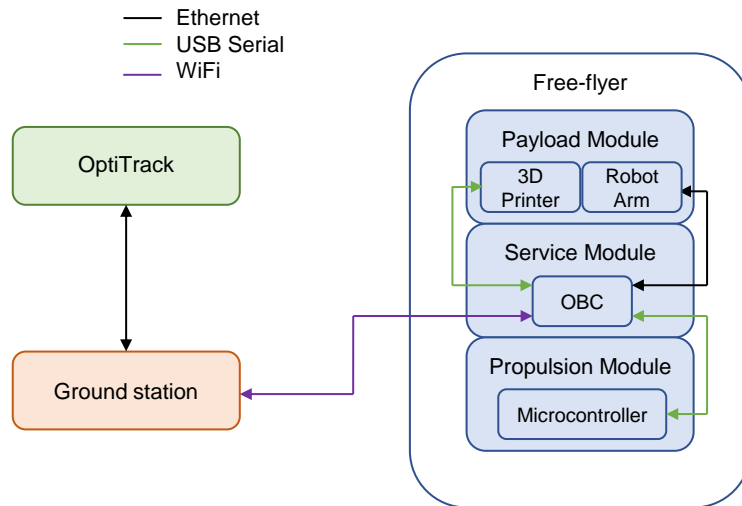 Ethernet
USB Serial
WiFi
Free-flyer
Payload Module
OptiTrack
3D
Printer
Robot
Arm
Service Module
OBC
Ground station
Propulsion Module
Microcontroller